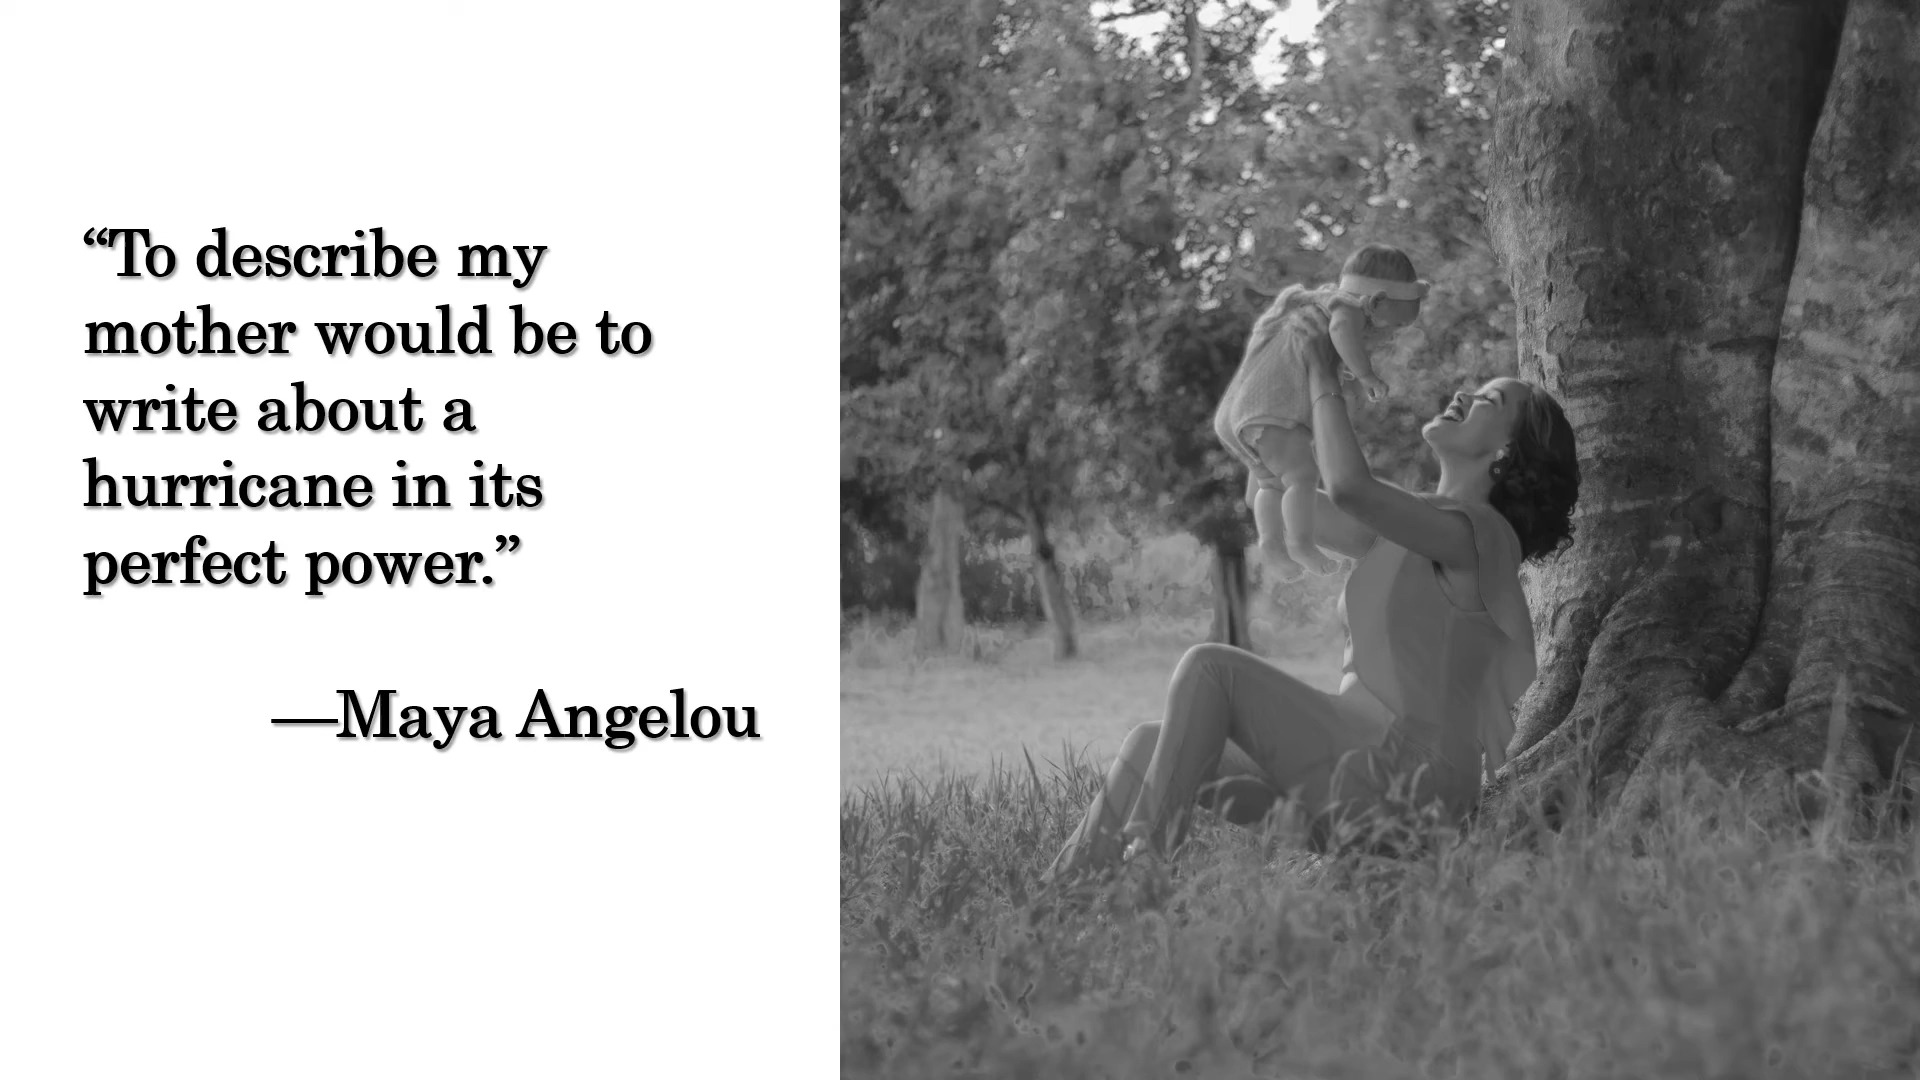 “To describe my
mother would be to
write about a
hurricane in its
perfect power.”
—Maya Angelou